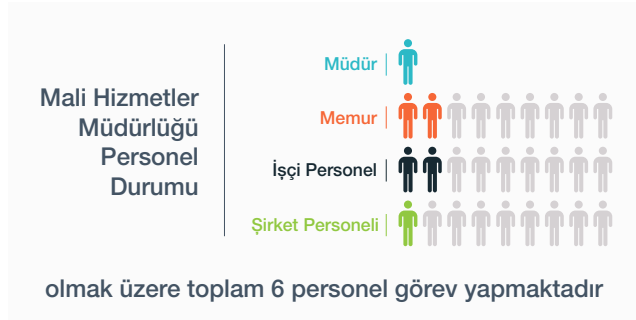 Mali Hizmetler
Müdürlüğü
Personel
Durumu
Müdür
Memur
İşçi Personel
Şirket Personeli
olmak üzere toplam 6 personel görev yapmaktadır